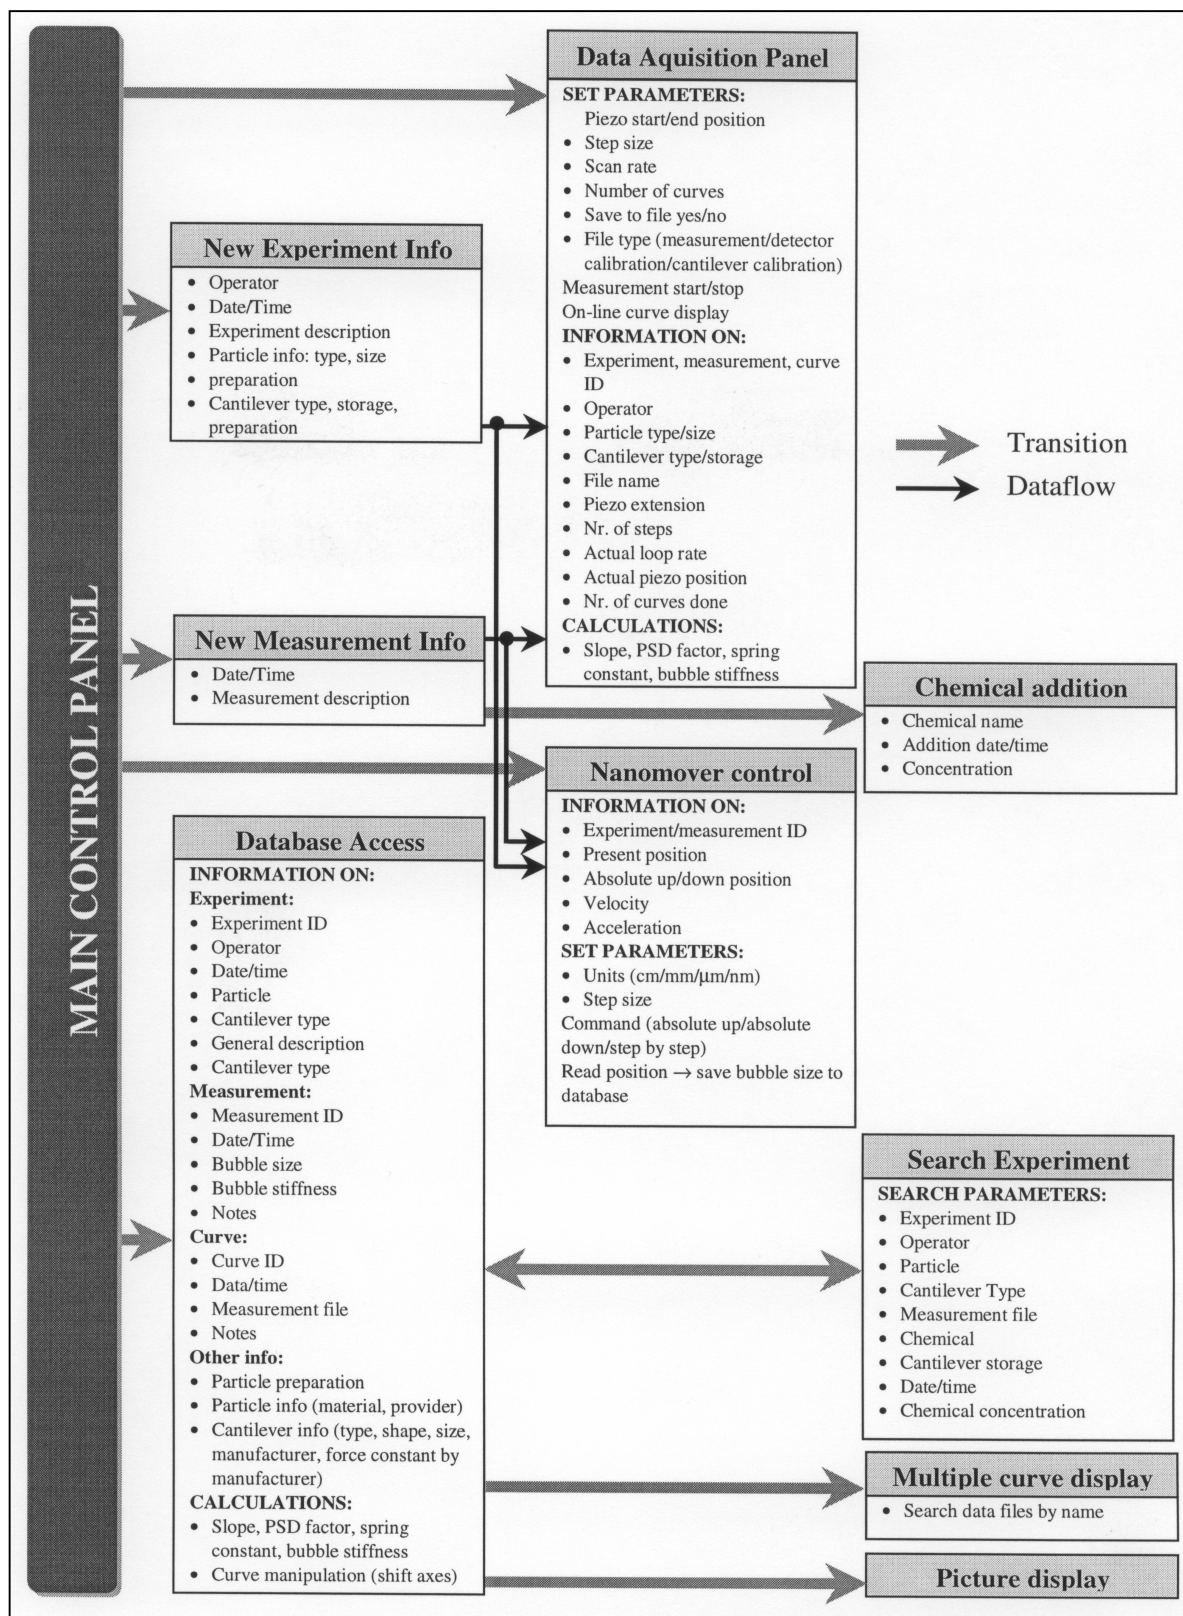 MAIN CONTROL PANEL
Data Aquisition Panel
SET PARAMETERS:
Piezo start/end position
• Step size
• Scan rate
• Number of curves
• Save to file yes/no
• File type (measurement/detector
calibration/cantilever calibration)
Measurement start/stop
On-line curve display
INFORMATION ON:
• Experiment, measurement, curve
ID
• Operator
• Particle type/size
• Cantilever type/storage
• File name
• Piezo extension
• Nr. of steps
• Actual loop rate
• Actual piezo position
• Nr. of curves done
CALCULATIONS:
• Slope, PSD factor, spring
constant, bubble stiffness
New Experiment Info
• Operator
• Date/Time
• Experiment description
• Particle info: type, size
• preparation
• Cantilever type, storage,
preparation
Transition
Dataflow
New Measurement Info
• Date/Time
• Measurement description
Chemical addition
• Chemical name
• Addition date/time
• Concentration
Nanomover control
INFORMATION ON:
• Experiment/measurement ID
• Present position
• Absolute up/down position
• Velocity
• Acceleration
SET PARAMETERS:
• Units (cm/mm/μm/nm)
• Step size
Command (absolute up/absolute
down/step by step)
Read position → save bubble size to
database
Database Access
INFORMATION ON:
Experiment:
• Experiment ID
• Operator
• Date/time
• Particle
• Cantilever type
• General description
• Cantilever type
Measurement:
• Measurement ID
• Date/Time
• Bubble size
• Bubble stiffness
• Notes
Curve:
• Curve ID
• Data/time
• Measurement file
• Notes
Other info:
• Particle preparation
• Particle info (material, provider)
• Cantilever info (type, shape, size,
manufacturer, force constant by
manufacturer)
CALCULATIONS:
• Slope, PSD factor, spring
constant, bubble stiffness
• Curve manipulation (shift axes)
Search Experiment
SEARCH PARAMETERS:
• Experiment ID
• Operator
• Particle
• Cantilever Type
• Measurement file
• Chemical
• Cantilever storage
• Date/time
• Chemical concentration
Multiple curve display
• Search data files by name
Picture display